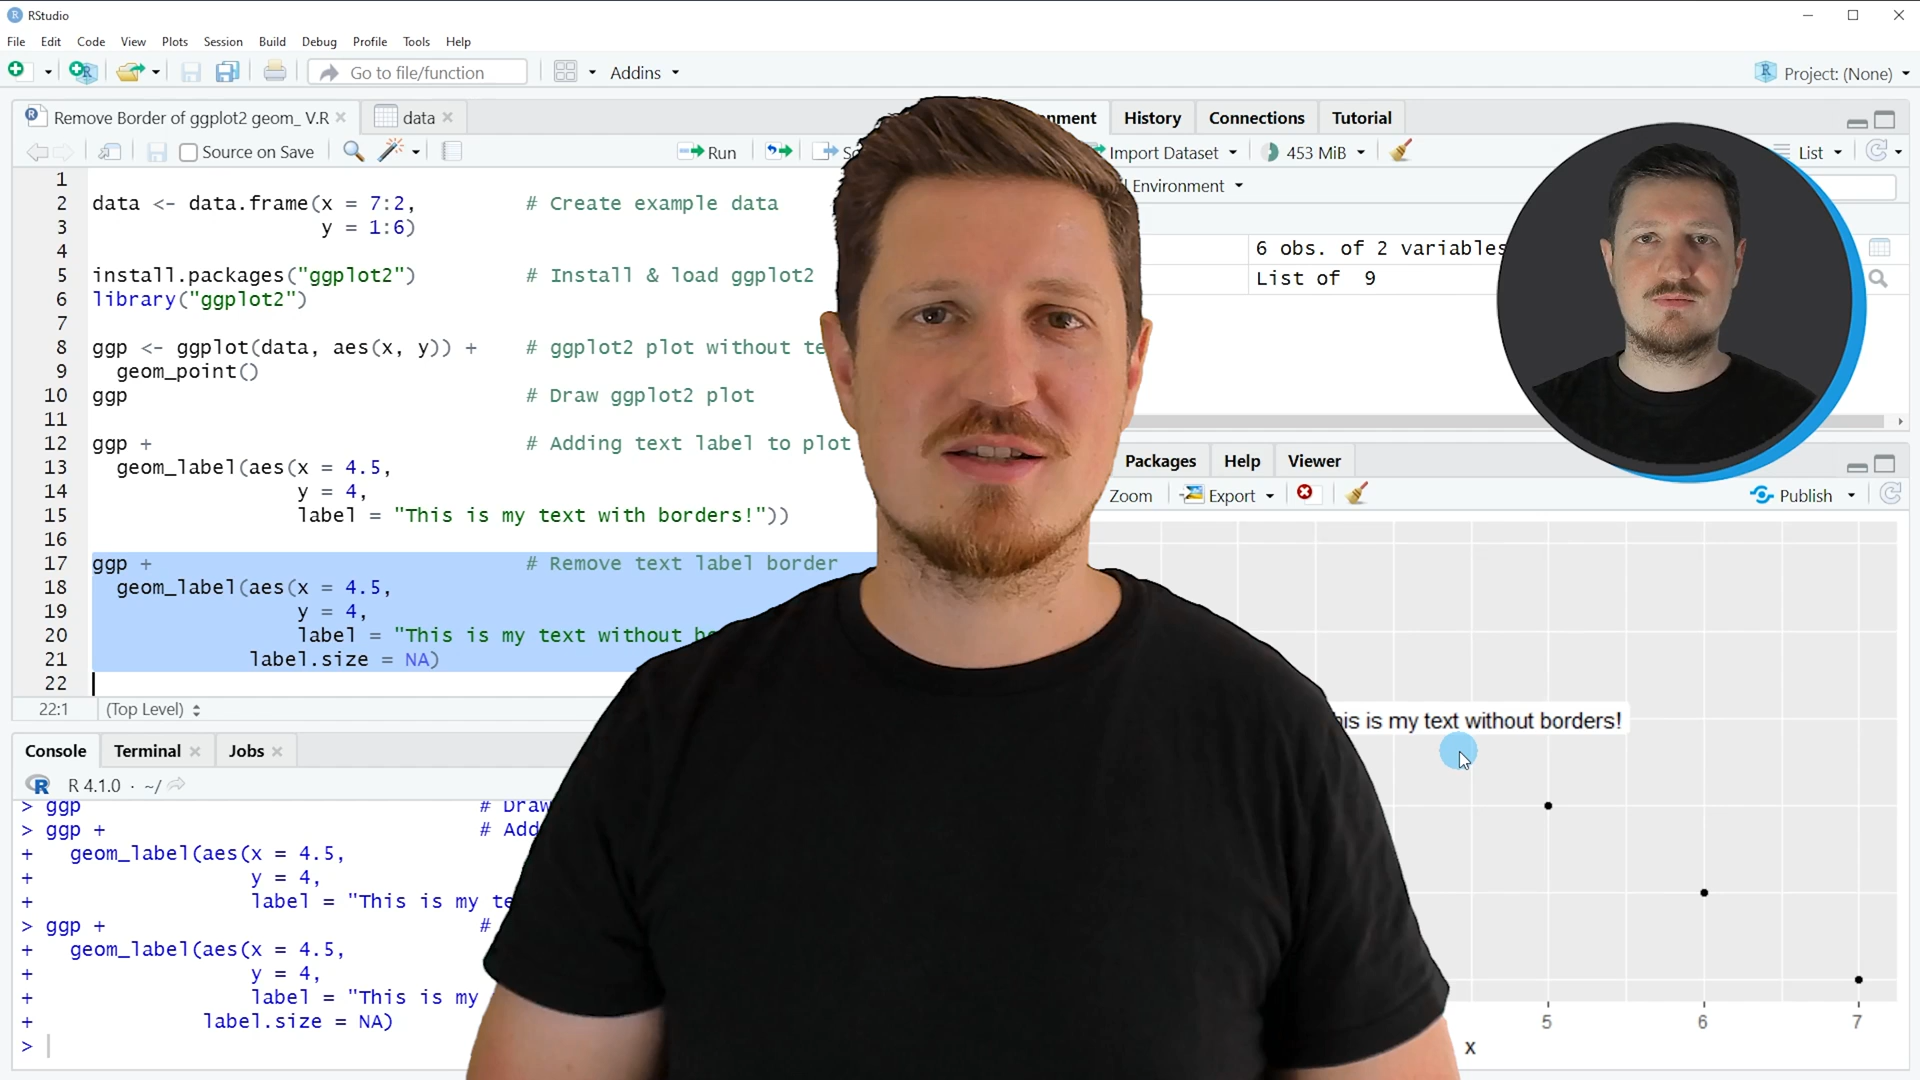 RStudio
File Edit Code View Plots Session Build Debug Profile Tools Help
Go to file/function Addins Project: (None)
Remove Border of ggplot2 geom_ V.R data
Source on Save Run
1
2 data <- data.frame(x = 7:2, # Create example data
3 y = 1:6)
4
5 install.packages("ggplot2") # Install & load ggplot2
6 library("ggplot2")
7
8 ggp <- ggplot(data, aes(x, y)) + # ggplot2 plot without
9 geom_point()
10 ggp # Draw ggplot2 plot
11
12 ggp + # Adding text label to plot
13 geom_label(aes(x = 4.5,
14 y = 4,
15 label = "This is my text with borders!"))
16
17 ggp + # Remove text label border
18 geom_label(aes(x = 4.5,
19 y = 4,
20 label = "This is my text without
21 label.size = NA)
22
22:1 (Top Level)
Console Terminal Jobs
R 4.1.0 · ~/
> ggp # Draw
> ggp + # Add
+ geom_label(aes(x = 4.5,
+ y = 4,
+ label = "This is my
> ggp + #
+ geom_label(aes(x = 4.5,
+ y = 4,
+ label = "This is my
+ label.size = NA)
>
History Connections Tutorial
Import Dataset 453 MiB List
Environment
6 obs. of 2 variables
List of 9
Packages Help Viewer
Zoom Export Publish
is is my text without borders!
5 6 7
x